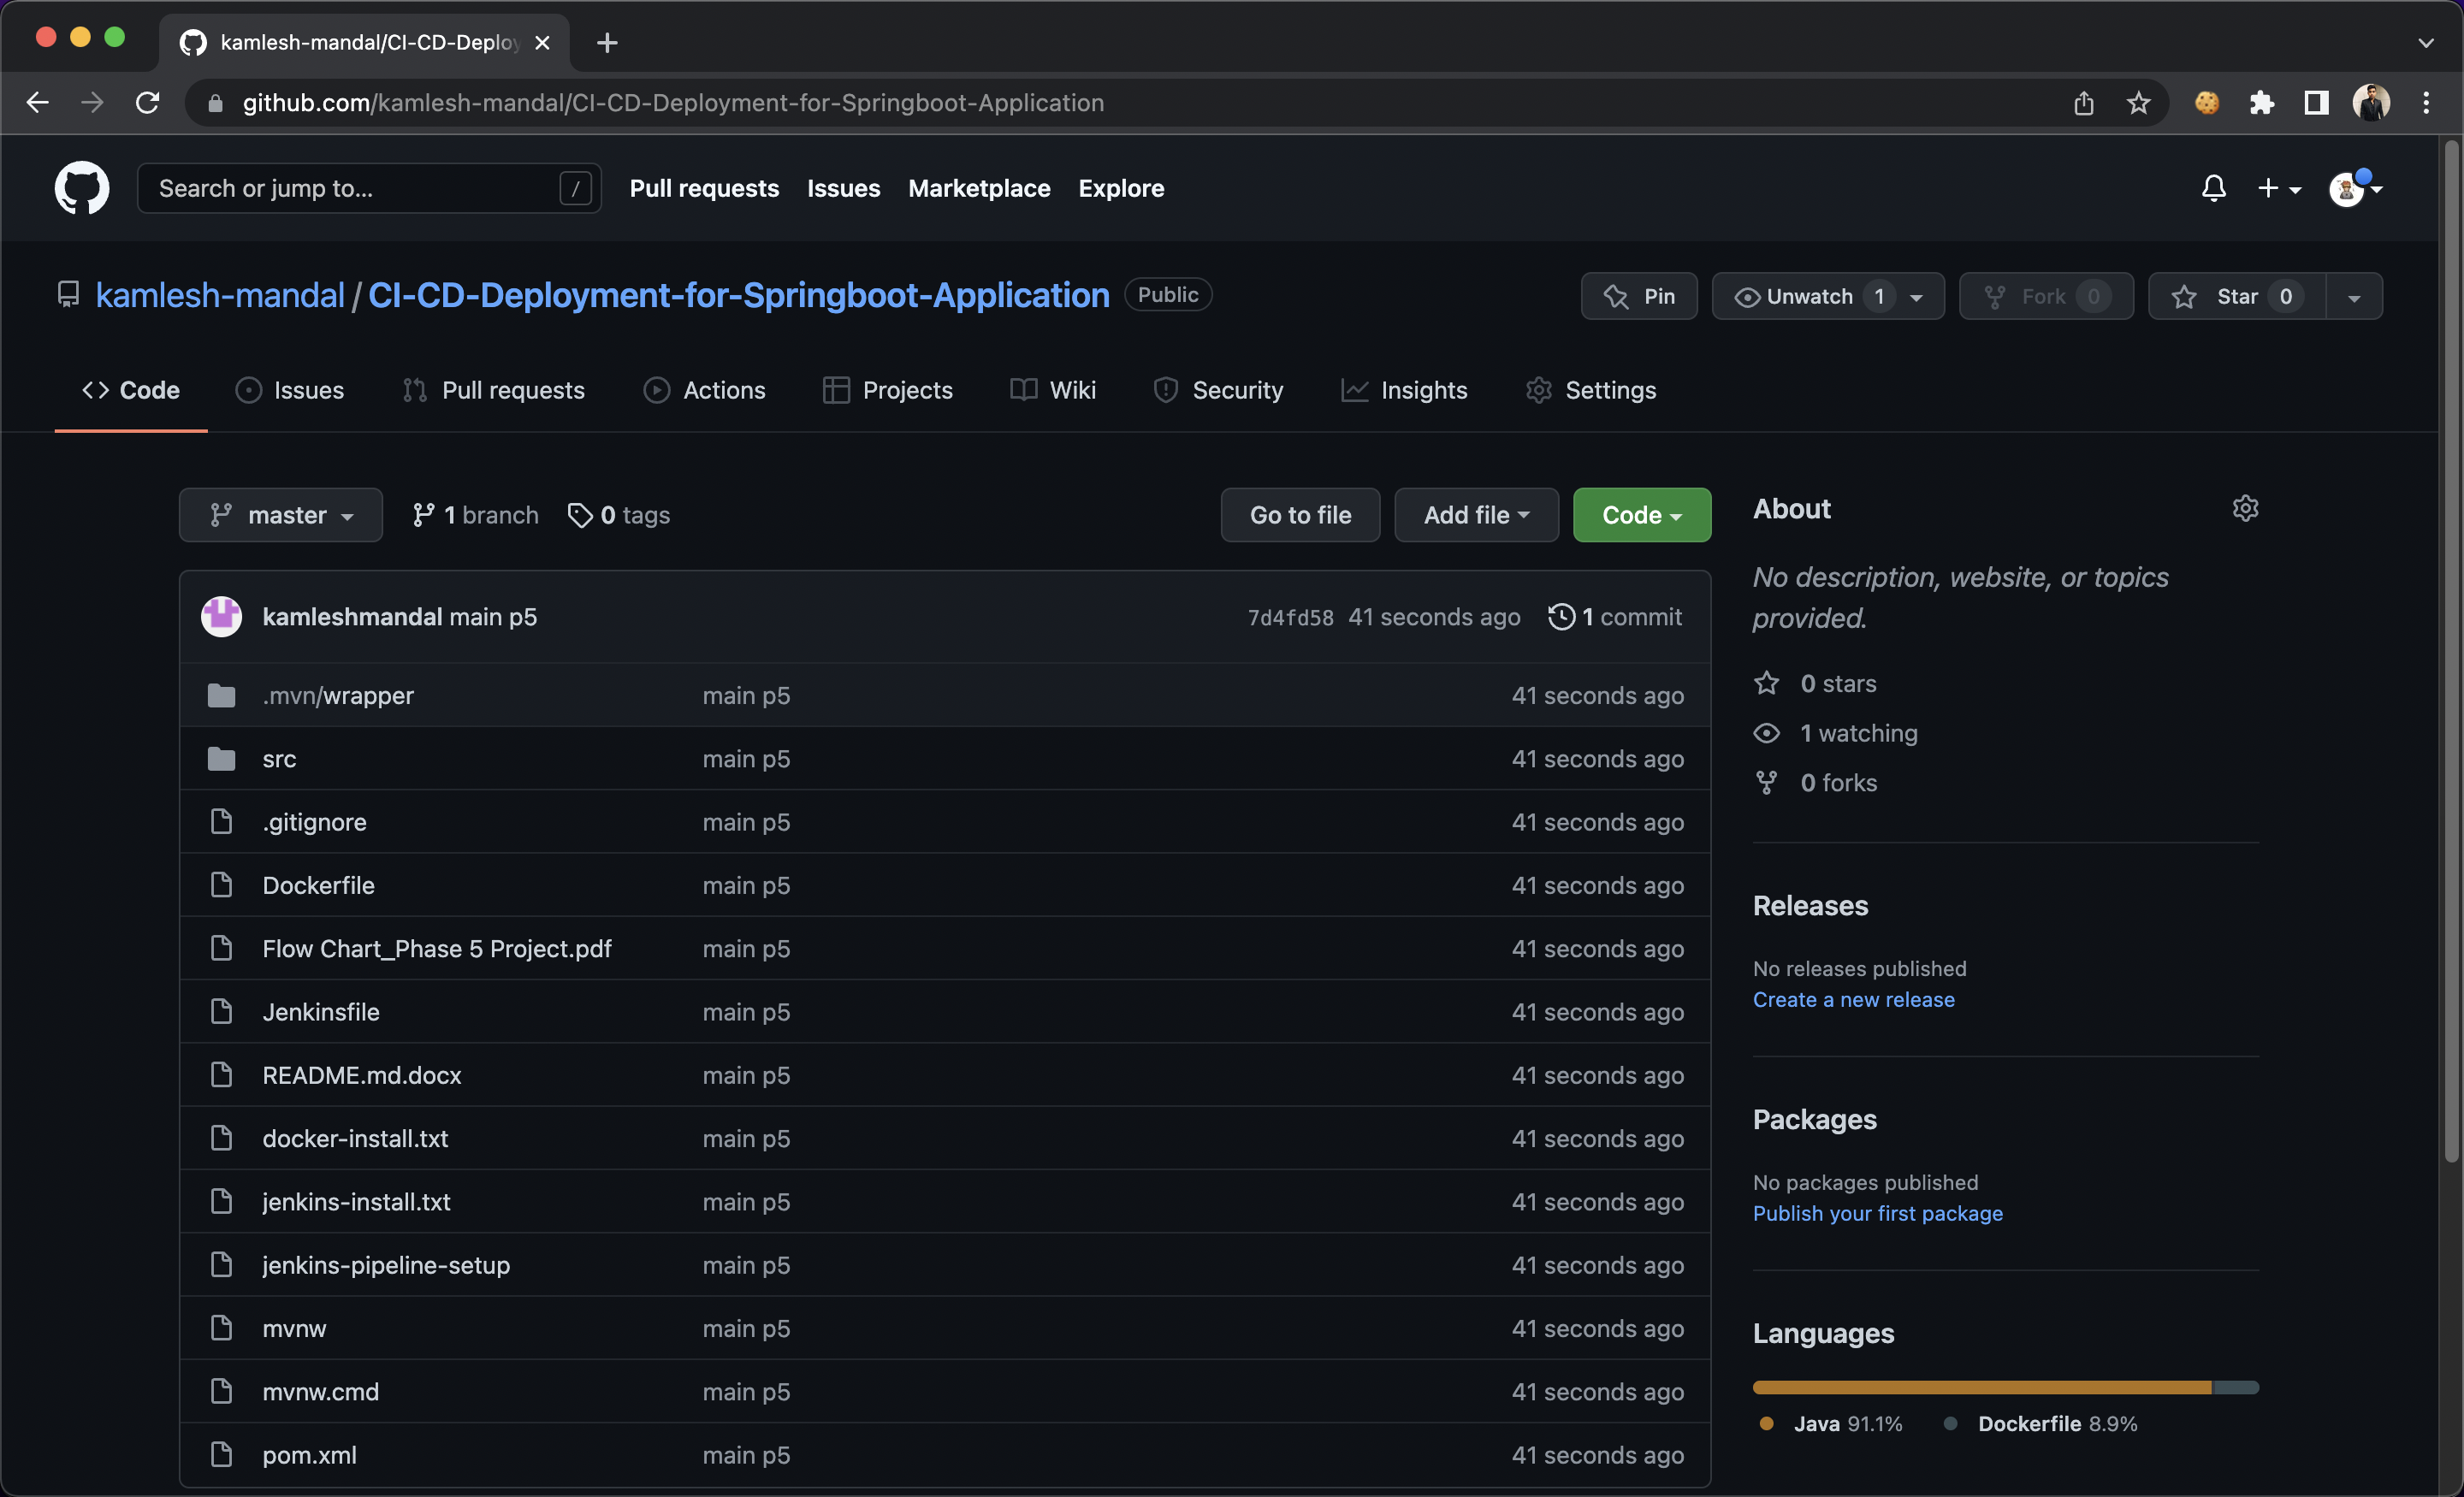 kamlesh-mandal/CI-CD-Deploy
github.com/kamlesh-mandal/CI-CD-Deployment-for-Springboot-Application
Search or jump to... / Pull requests Issues Marketplace Explore
kamlesh-mandal / CI-CD-Deployment-for-Springboot-Application Public Pin Unwatch 1 Fork 0 Star 0
Code Issues Pull requests Actions Projects Wiki Security Insights Settings
master 1 branch 0 tags Go to file Add file Code
kamleshmandal main p5 7d4fd58 41 seconds ago 1 commit
.mvn/wrapper main p5 41 seconds ago
src main p5 41 seconds ago
.gitignore main p5 41 seconds ago
Dockerfile main p5 41 seconds ago
Flow Chart_Phase 5 Project.pdf main p5 41 seconds ago
Jenkinsfile main p5 41 seconds ago
README.md.docx main p5 41 seconds ago
docker-install.txt main p5 41 seconds ago
jenkins-install.txt main p5 41 seconds ago
jenkins-pipeline-setup main p5 41 seconds ago
mvnw main p5 41 seconds ago
mvnw.cmd main p5 41 seconds ago
pom.xml main p5 41 seconds ago
About
No description, website, or topics
provided.
0 stars
1 watching
0 forks
Releases
No releases published
Create a new release
Packages
No packages published
Publish your first package
Languages
Java 91.1% Dockerfile 8.9%